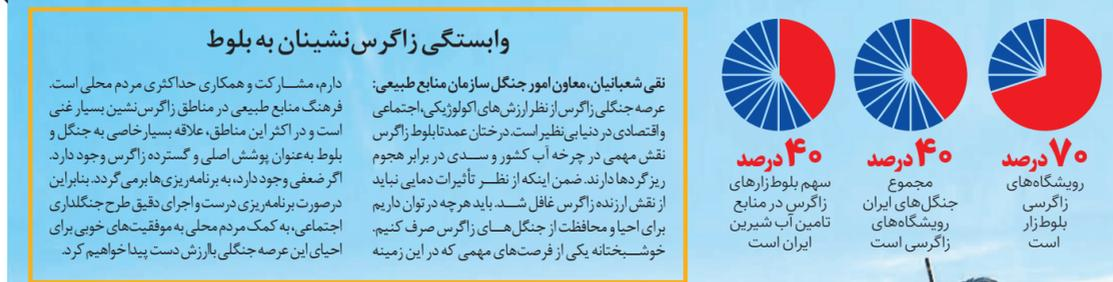 ۷۰ درصد
رویشگاه‌های
زاگرسی
بلوط‌زار
است
۴۰ درصد
مجموع
جنگل‌های ایران
رویشگاه‌های
زاگرسی است
۴۰ درصد
سهم بلوط‌زارهای
زاگرس در منابع
تامین آب شیرین
ایران است
وابستگی زاگرس‌نشینان به بلوط
نقی شعبانیان، معاون امور جنگل سازمان منابع طبیعی:
عرصه جنگلی زاگرس از نظر ارزش‌های اکولوژیکی، اجتماعی
و اقتصادی در دنیا بی‌نظیر است. درختان عمدتا بلوط زاگرس
نقش مهمی در چرخه آب کشور و سدی در برابر هجوم
ریزگردها دارند. ضمن اینکه از نظر تأثیرات دمایی نباید
از نقش ارزنده زاگرس غافل شد. باید هرچه در توان داریم
برای احیا و محافظت از جنگل‌های زاگرس صرف کنیم.
خوشبختانه یکی از فرصت‌های مهمی که در این زمینه
دارم، مشارکت و همکاری حداکثری مردم محلی است.
فرهنگ منابع طبیعی در مناطق زاگرس‌نشین بسیار غنی
است و در اکثر این مناطق، علاقه بسیار خاصی به جنگل و
بلوط به‌عنوان پوشش اصلی و گسترده زاگرس وجود دارد.
اگر ضعفی وجود دارد، به برنامه‌ریزی‌ها برمی‌گردد. بنابراین
درصورت برنامه‌ریزی درست و اجرای دقیق طرح جنگلداری
اجتماعی، به کمک مردم محلی به موفقیت‌های خوبی برای
احیای این عرصه جنگلی باارزش دست پیدا خواهیم کرد.